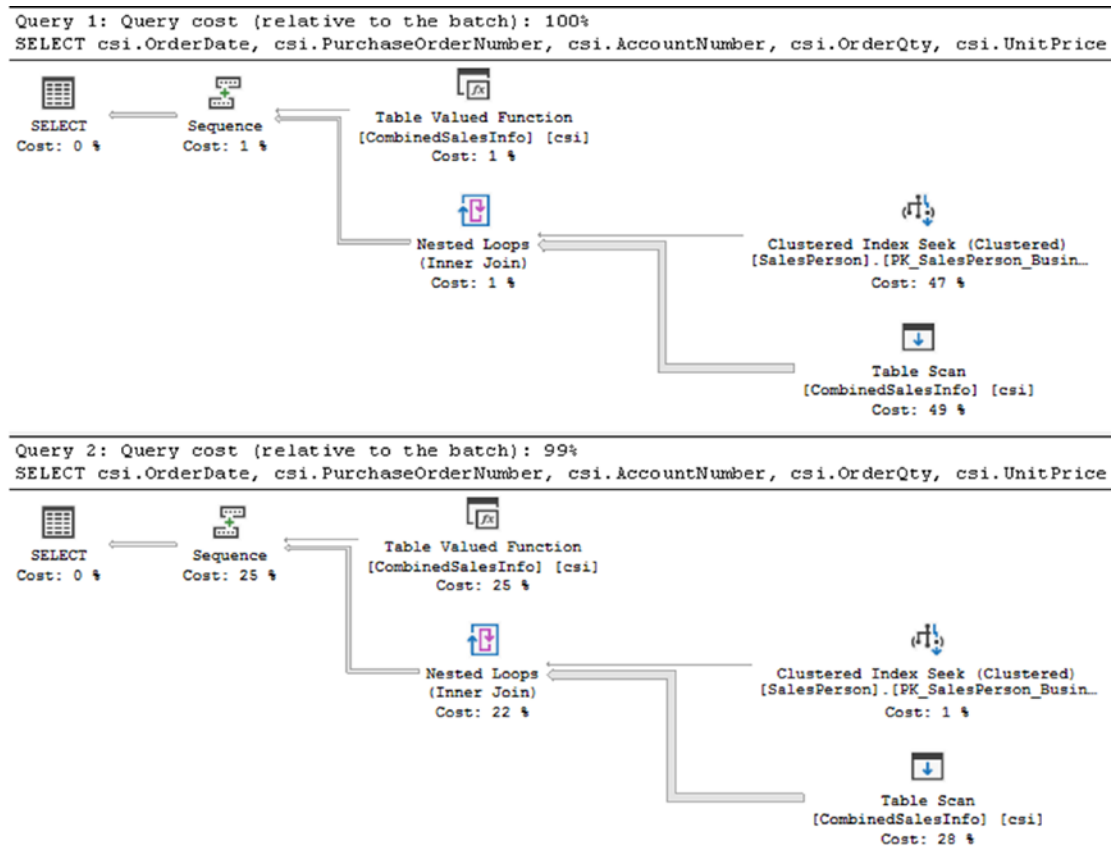 Query 1: Query cost (relative to the batch): 100%
SELECT csi.OrderDate, csi.PurchaseOrderNumber, csi.AccountNumber, csi.OrderQty, csi.UnitPrice
SELECT
Cost: 0 %
Sequence
Cost: 1 %
Table Valued Function
[CombinedSalesInfo] [csi]
Cost: 1 %
Nested Loops
(Inner Join)
Cost: 1 %
Clustered Index Seek (Clustered)
[SalesPerson].[PK_SalesPerson_Busin…
Cost: 47 %
Table Scan
[CombinedSalesInfo] [csi]
Cost: 49 %
Query 2: Query cost (relative to the batch): 99%
SELECT csi.OrderDate, csi.PurchaseOrderNumber, csi.AccountNumber, csi.OrderQty, csi.UnitPrice
SELECT
Cost: 0 %
Sequence
Cost: 25 %
Table Valued Function
[CombinedSalesInfo] [csi]
Cost: 25 %
Nested Loops
(Inner Join)
Cost: 22 %
Clustered Index Seek (Clustered)
[SalesPerson].[PK_SalesPerson_Busin…
Cost: 1 %
Table Scan
[CombinedSalesInfo] [csi]
Cost: 28 %